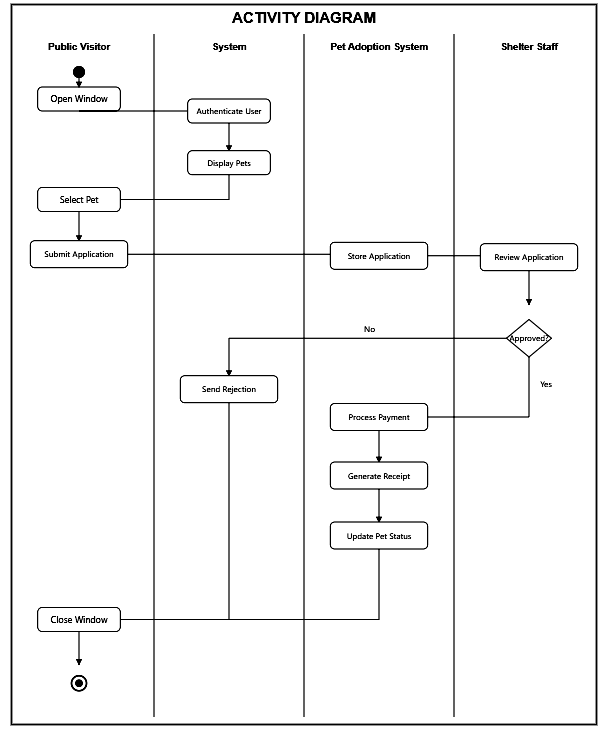 ACTIVITY DIAGRAM
Public Visitor
System
Pet Adoption System
Shelter Staff
Open Window
Authenticate User
Display Pets
Select Pet
Submit Application
Store Application
Review Application
No
Approved?
Send Rejection
Yes
Process Payment
Generate Receipt
Update Pet Status
Close Window